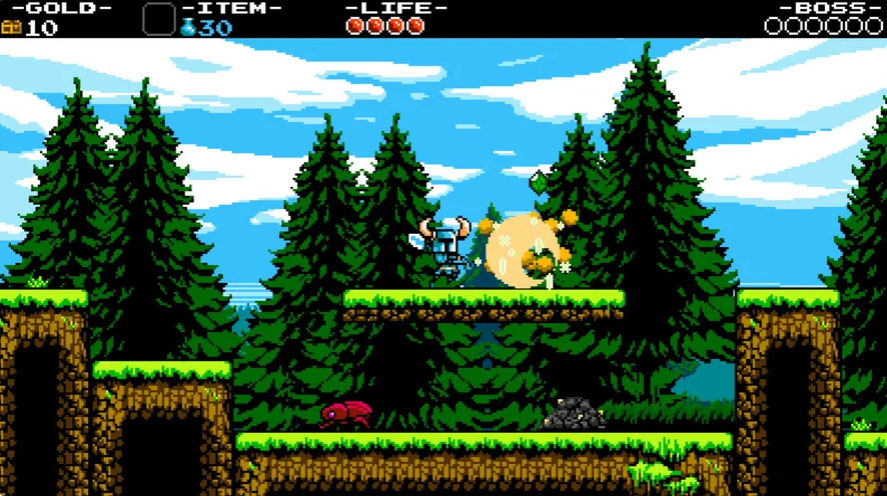 -GOLD- -ITEM- -LIFE- -BOSS-
10 30